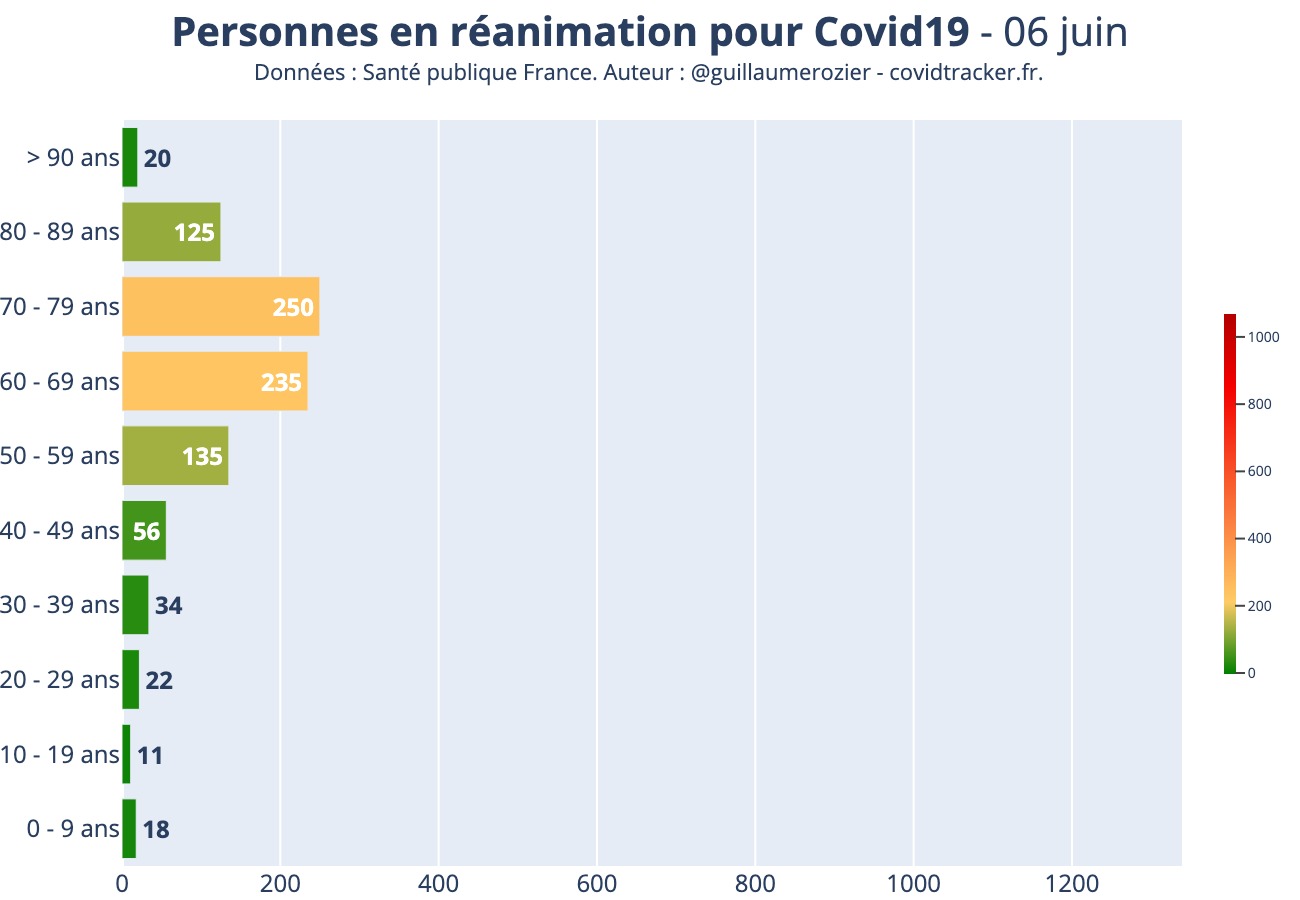 Personnes en réanimation pour Covid19 - 06 juin
Données : Santé publique France. Auteur : @guillaumerozier - covidtracker.fr.
> 90 ans 20
80 - 89 ans 125
70 - 79 ans 250
60 - 69 ans 235
50 - 59 ans 135
40 - 49 ans 56
30 - 39 ans 34
20 - 29 ans 22
10 - 19 ans 11
0 - 9 ans 18
0 200 400 600 800 1000 1200
1000
800
600
400
200
0